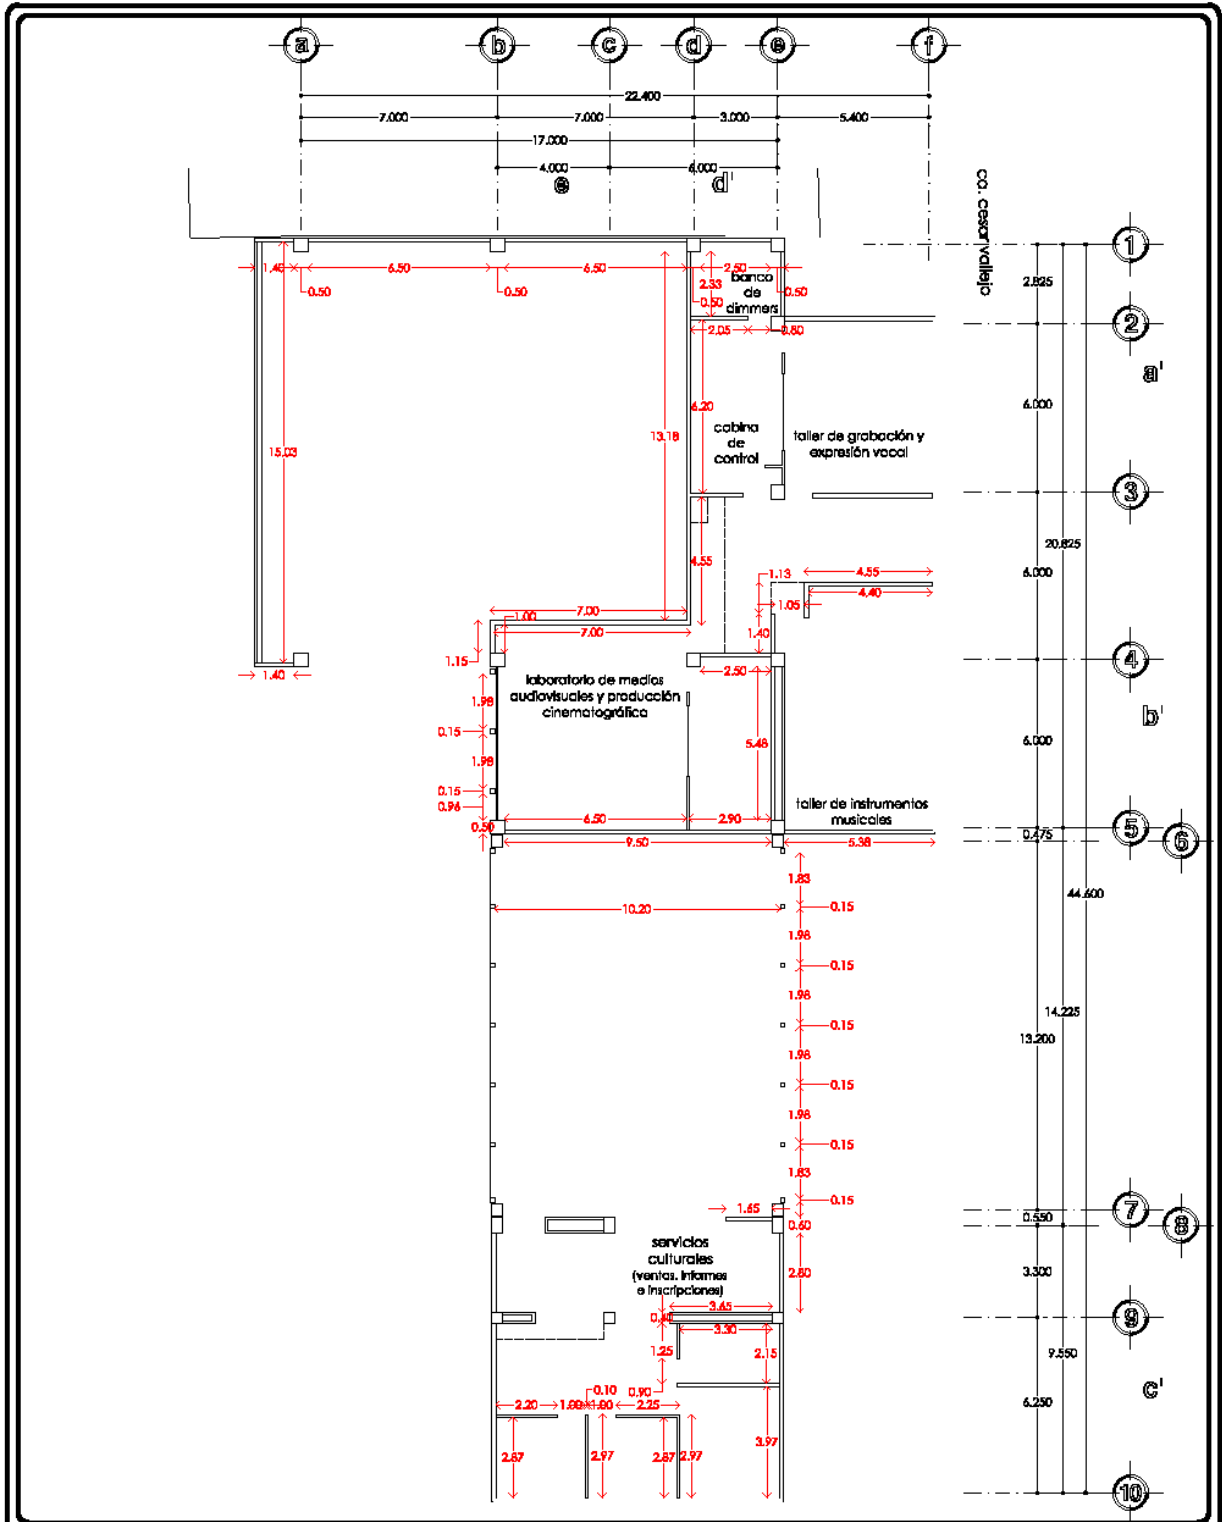 a b c d e f
22.400
7.000 7.000 3.000 5.400
17.000
4.000 6.000
e d'
co. cesar vallejo
1
1.40 6.50 6.50 2.50
2.33
banco
de
dimmers
0.50 0.50 0.50 0.50
2.825
2
2.05 0.80
a'
6.20
6.000
cabina
de
control
taller de grabación y
expresión vocal
15.03
13.18
3
20.825
4.55
6.000
1.13
4.55
4.40
1.05
7.00
1.00
7.00
1.40
1.15
4
1.40
2.50
laboratorio de medios
audiovisuales y producción
cinematográfica
1.98
b'
0.15
5.48
6.000
1.98
0.15
0.96
taller de instrumentos
musicales
0.50
6.50 2.90
5
0.475
6
9.50 5.38
1.83
44.600
10.20
0.15
1.98
0.15
1.98
0.15
14.225
13.200
1.98
0.15
1.98
0.15
1.83
0.15
1.65
7
0.550
0.60
8
servicios
culturales
(ventas, informes
e inscripciones)
2.80
3.300
3.65
9
3.30
1.25
2.15
9.550
0.10 0.90
c'
2.20 1.00 1.00 2.25
6.250
2.87 2.97 2.87 2.97
3.97
10